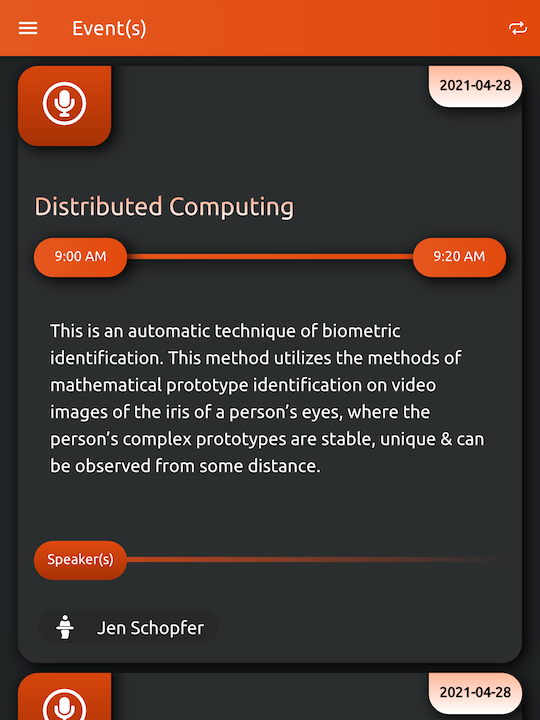 Event(s)
2021-04-28
Distributed Computing
9:00 AM
9:20 AM
This is an automatic technique of biometric
identification. This method utilizes the methods of
mathematical prototype identification on video
images of the iris of a person’s eyes, where the
person’s complex prototypes are stable, unique & can
be observed from some distance.
Speaker(s)
Jen Schopfer
2021-04-28